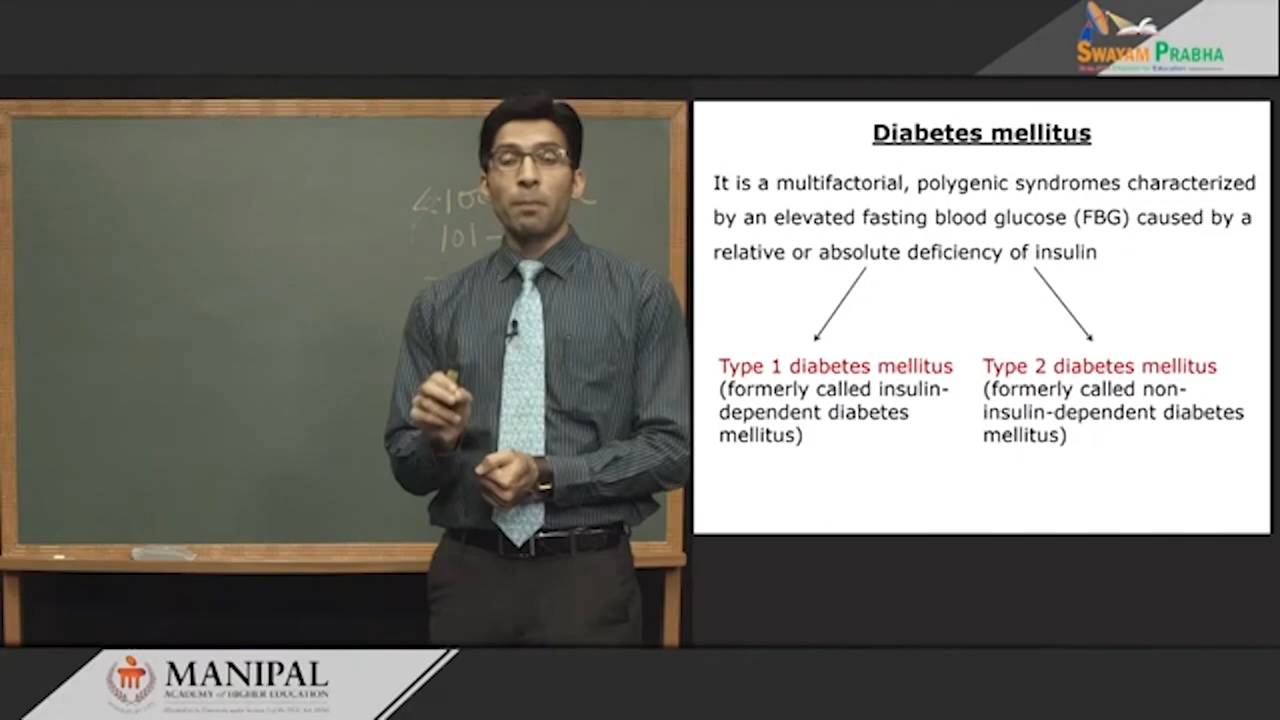 SWAYAM PRABHA
Diabetes mellitus
It is a multifactorial, polygenic syndromes characterized
by an elevated fasting blood glucose (FBG) caused by a
relative or absolute deficiency of insulin
Type 1 diabetes mellitus
(formerly called insulin-
dependent diabetes
mellitus)
Type 2 diabetes mellitus
(formerly called non-
insulin-dependent diabetes
mellitus)
101-
MANIPAL
ACADEMY of HIGHER EDUCATION